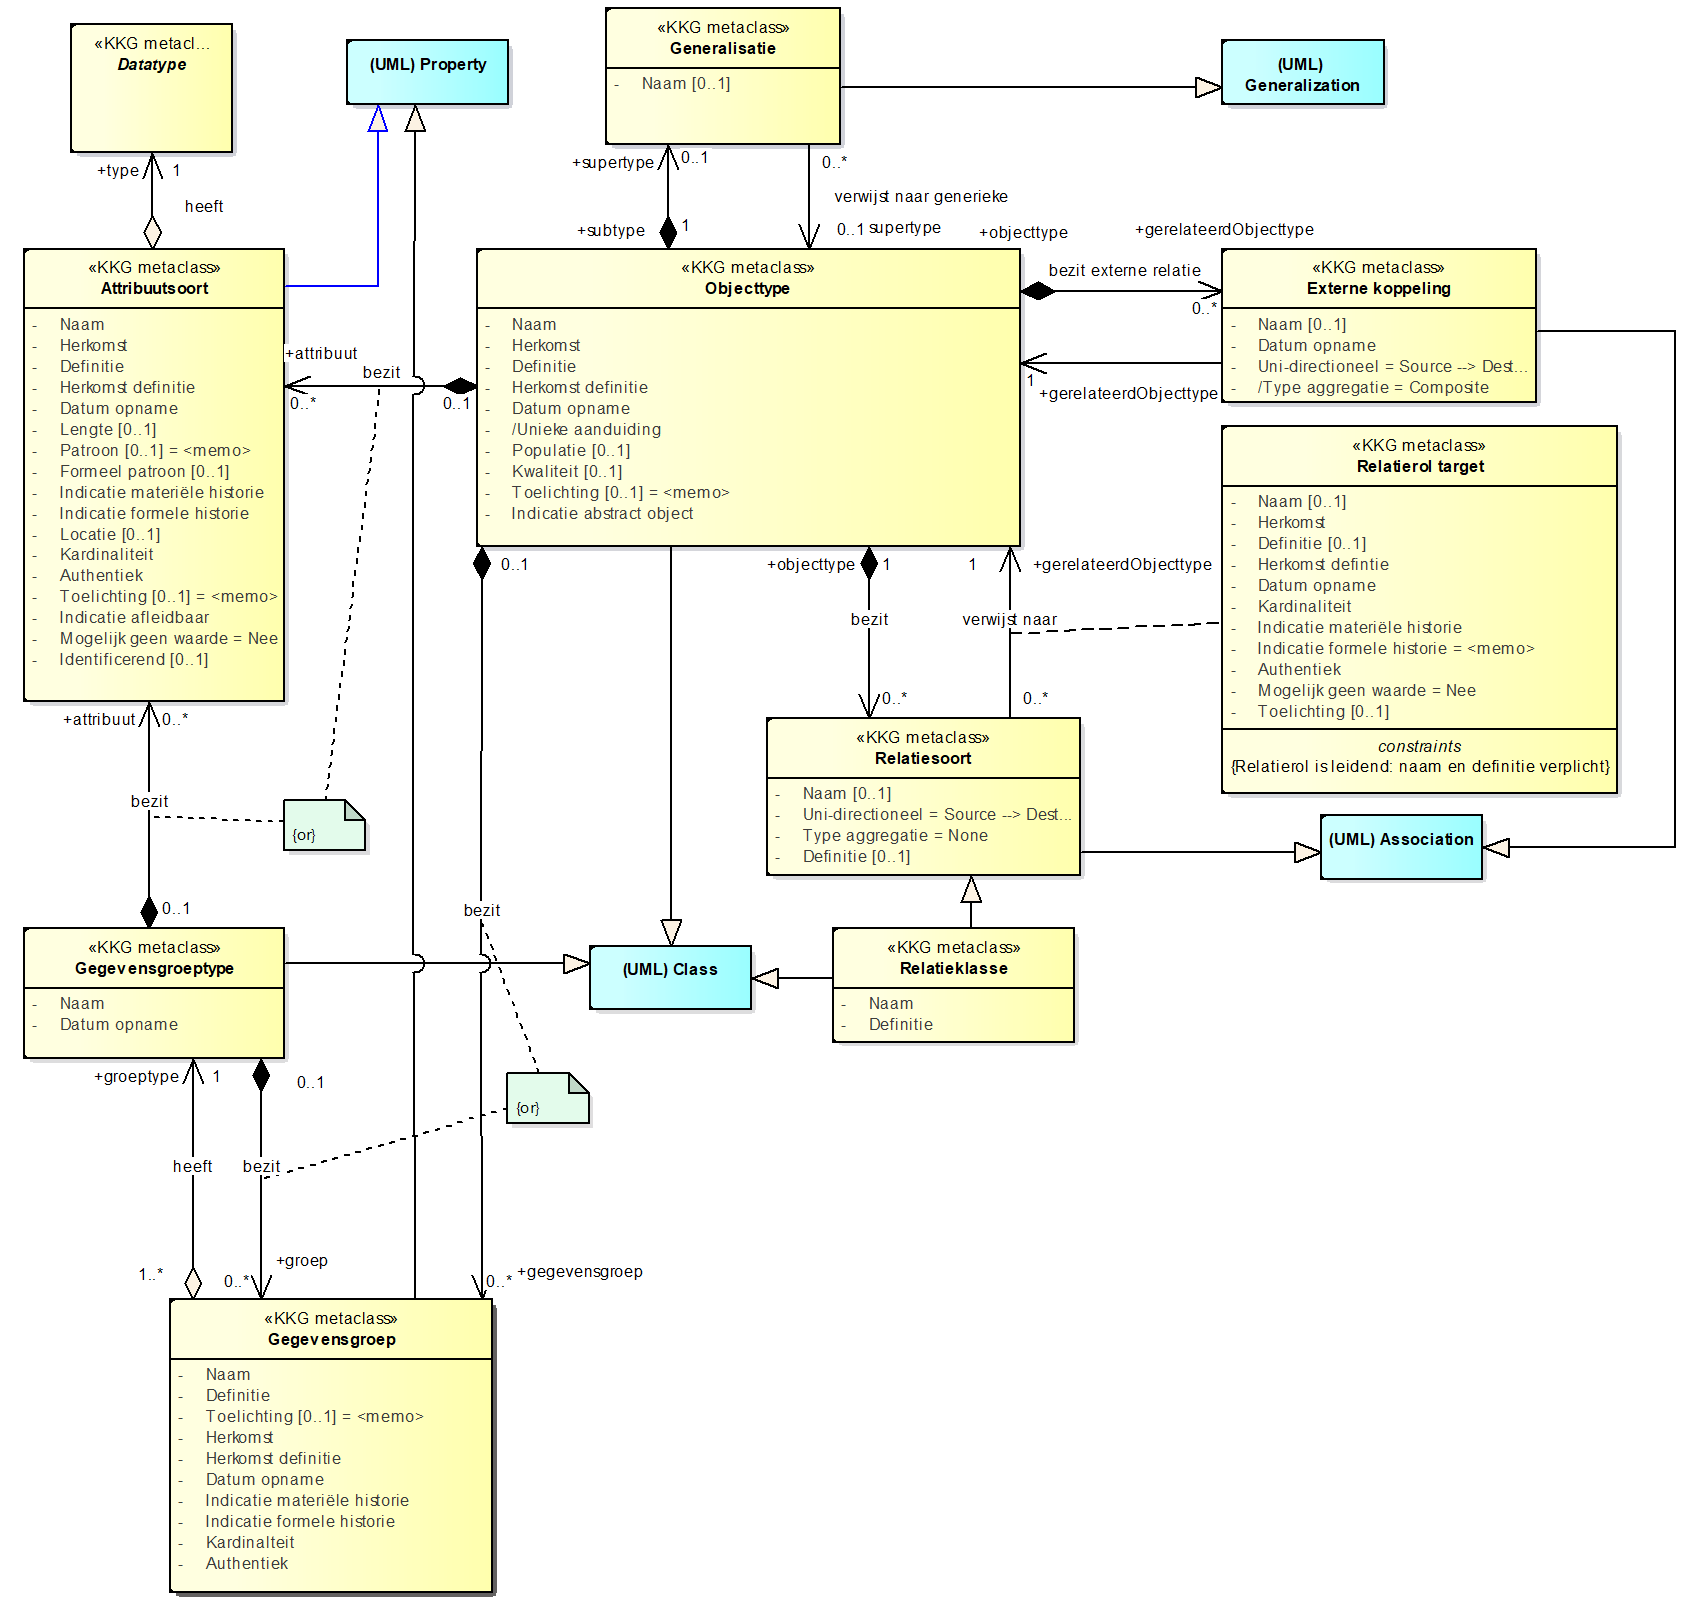 «KKG metacl...
Datatype
(UML) Property
«KKG metaclass»
Generalisatie
- Naam [0..1]
(UML)
Generalization
+type
1
heeft
+supertype
0..1
0..*
verwijst naar generieke
0..1 supertype
+subtype
1
+objecttype
+gerelateerdObjecttype
bezit externe relatie
0..*
«KKG metaclass»
Attribuutsoort
- Naam
- Herkomst
- Definitie
- Herkomst definitie
- Datum opname
- Lengte [0..1]
- Patroon [0..1] = <memo>
- Formeel patroon [0..1]
- Indicatie materiële historie
- Indicatie formele historie
- Locatie [0..1]
- Kardinaliteit
- Authentiek
- Toelichting [0..1] = <memo>
- Indicatie afleidbaar
- Mogelijk geen waarde = Nee
- Identificerend [0..1]
+attribuut
bezit
0..*
0..1
«KKG metaclass»
Objecttype
- Naam
- Herkomst
- Definitie
- Herkomst definitie
- Datum opname
- /Unieke aanduiding
- Populatie [0..1]
- Kwaliteit [0..1]
- Toelichting [0..1] = <memo>
- Indicatie abstract object
«KKG metaclass»
Externe koppeling
- Naam [0..1]
- Datum opname
- Uni-directioneel = Source --> Dest...
- /Type aggregatie = Composite
1
+gerelateerdObjecttype
«KKG metaclass»
Relatierol target
- Naam [0..1]
- Herkomst
- Definitie [0..1]
- Herkomst defintie
- Datum opname
- Kardinaliteit
- Indicatie materiële historie
- Indicatie formele historie = <memo>
- Authentiek
- Mogelijk geen waarde = Nee
- Toelichting [0..1]
constraints
{Relatierol is leidend: naam en definitie verplicht}
0..1
+objecttype
1
1
+gerelateerdObjecttype
bezit
verwijst naar
0..*
0..*
+attribuut
0..*
bezit
{or}
0..1
«KKG metaclass»
Relatiesoort
- Naam [0..1]
- Uni-directioneel = Source --> Dest...
- Type aggregatie = None
- Definitie [0..1]
(UML) Association
bezit
«KKG metaclass»
Gegevensgroeptype
- Naam
- Datum opname
(UML) Class
«KKG metaclass»
Relatieklasse
- Naam
- Definitie
+groeptype
1
0..1
{or}
heeft
bezit
1..*
0..*
+groep
0..*
+gegevensgroep
«KKG metaclass»
Gegevensgroep
- Naam
- Definitie
- Toelichting [0..1] = <memo>
- Herkomst
- Herkomst definitie
- Datum opname
- Indicatie materiële historie
- Indicatie formele historie
- Kardinalteit
- Authentiek